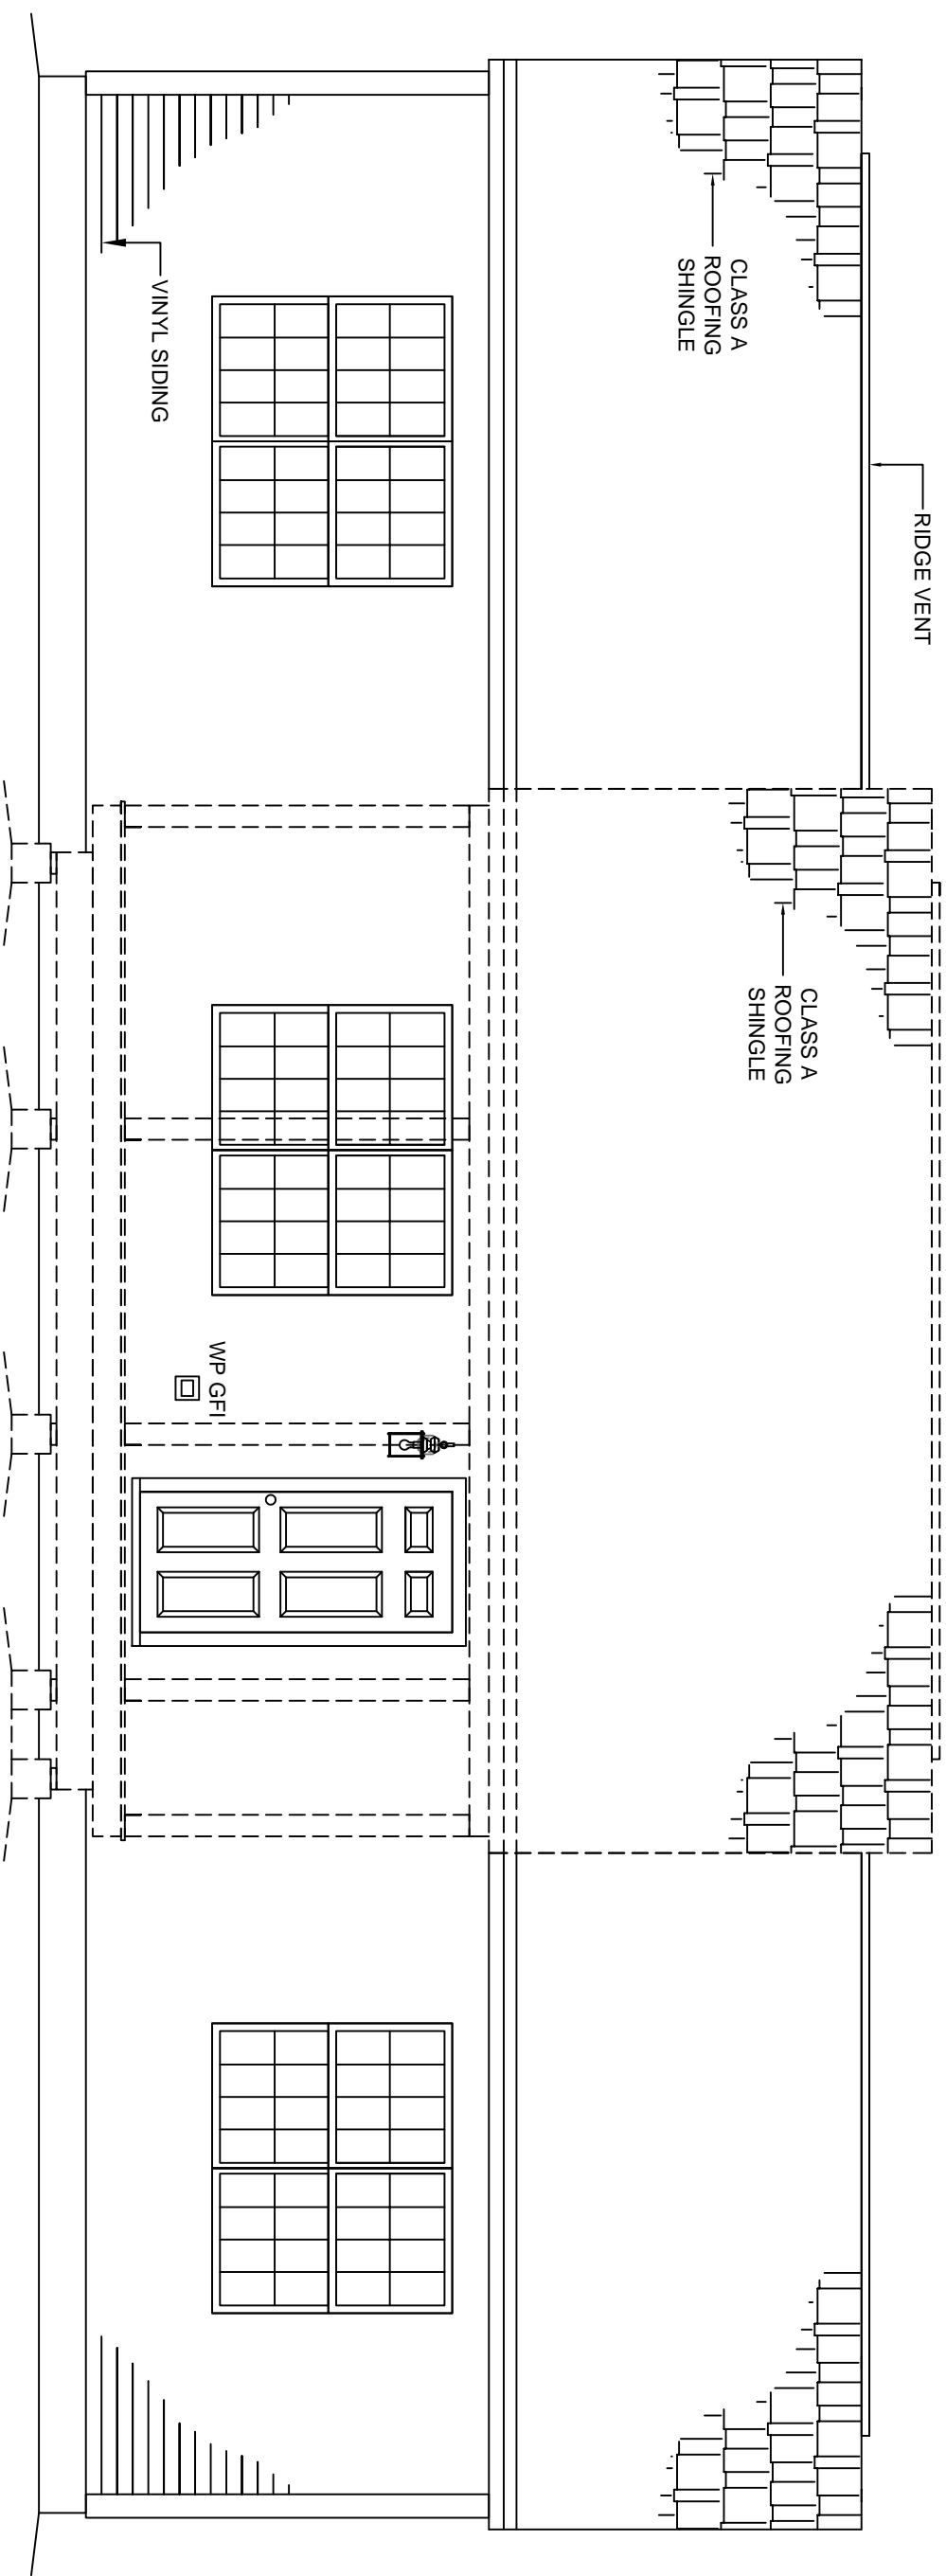 RIDGE VENT
CLASS A
ROOFING
SHINGLE
CLASS A
ROOFING
SHINGLE
VINYL SIDING
WP GFI